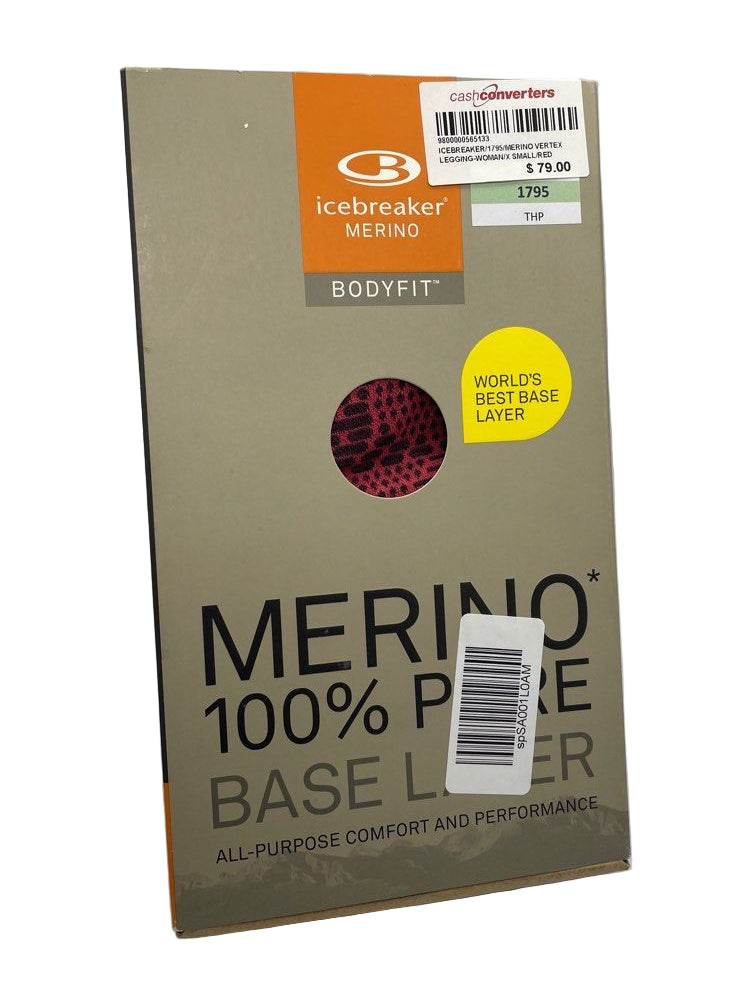 cashconverters
9800000565133
ICEBREAKER/1795/MERINO VERTEX
LEGGING-WOMAN/X SMALL/RED
$ 79.00
1795
THP
icebreaker®
MERINO
BODYFIT™
WORLD'S
BEST BASE
LAYER
MERINO*
100% P RE
BASE L ER
spSA001L0AM
ALL-PURPOSE COMFORT AND PERFORMANCE